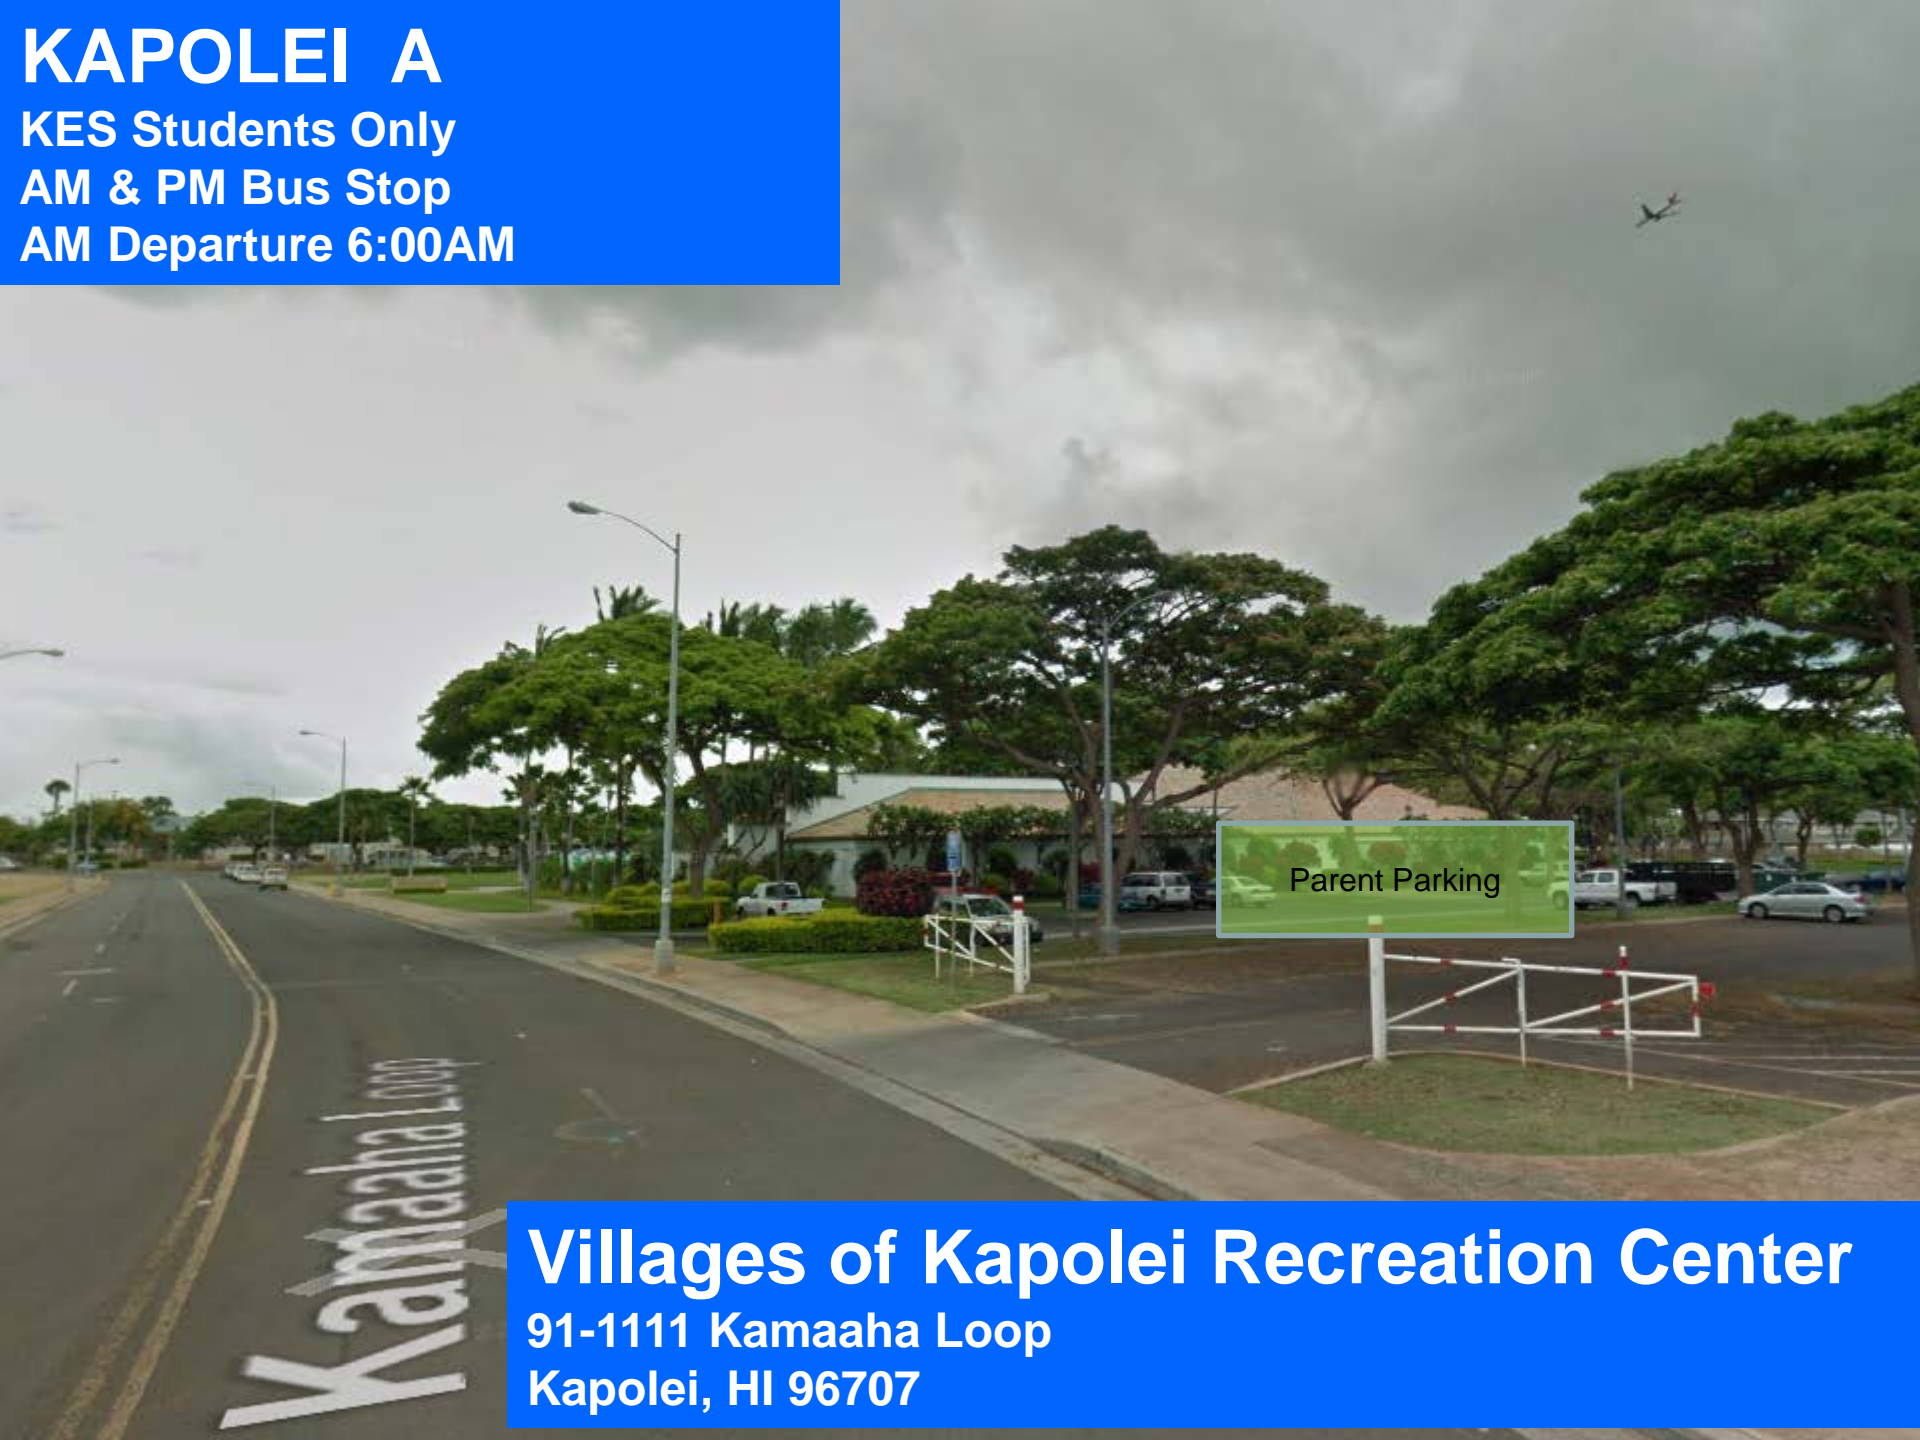 KAPOLEI A
KES Students Only
AM & PM Bus Stop
AM Departure 6:00AM
Parent Parking
Kamaaha Loop
Villages of Kapolei Recreation Center
91-1111 Kamaaha Loop
Kapolei, HI 96707